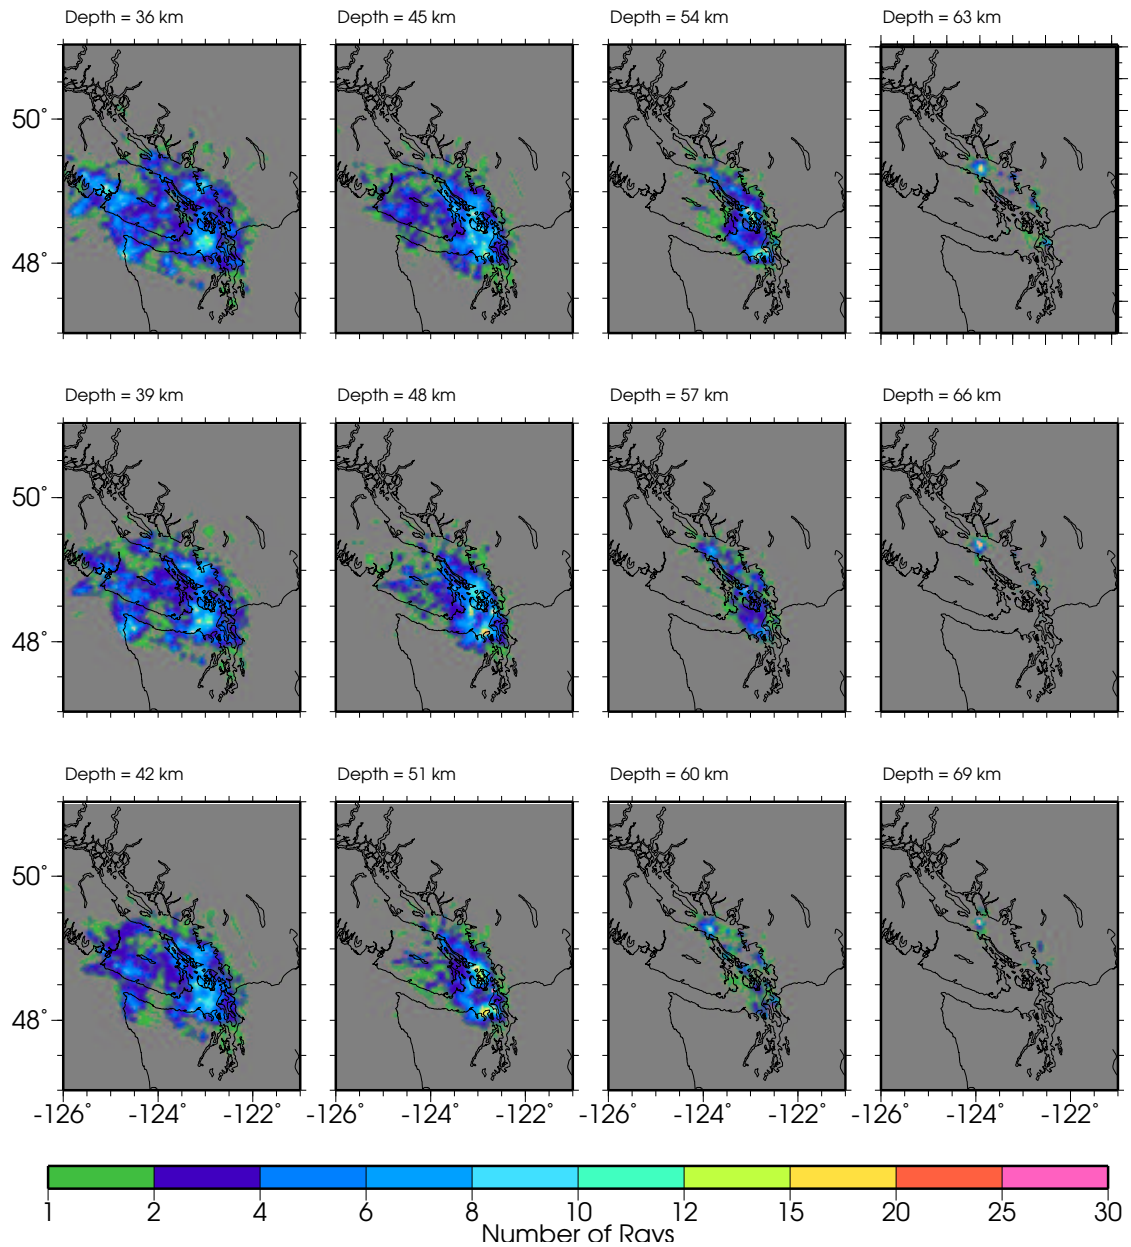 Depth = 36 km Depth = 45 km Depth = 54 km Depth = 63 km
50°
48°
Depth = 39 km Depth = 48 km Depth = 57 km Depth = 66 km
50°
48°
Depth = 42 km Depth = 51 km Depth = 60 km Depth = 69 km
50°
48°
-126° -124° -122° -126° -124° -122° -126° -124° -122° -126° -124° -122°
1 2 4 6 8 10 12 15 20 25 30
Number of Rays